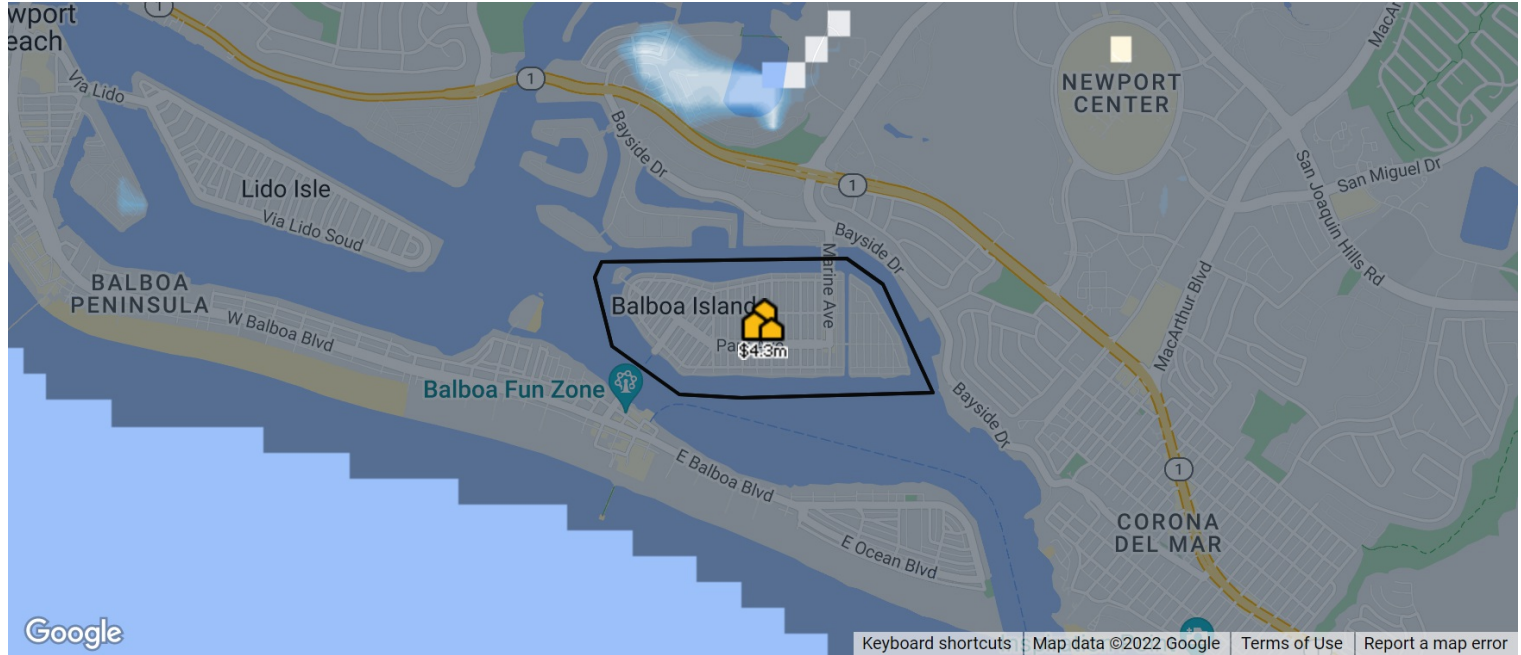 wport
each
1
1
Via Lido
Lido Isle
Via Lido Soud
BALBOA
PENINSULA
W Balboa Blvd
Bayside Dr
NEWPORT
CENTER
MacAr
San Joaquin Hills Rd
San Miguel Dr
1
Bayside Dr
Marine Ave
Balboa Island
$4.3m
MacArthur Blvd
Balboa Fun Zone
Bayside Dr
E Balboa Blvd
1
E Ocean Blvd
CORONA
DEL MAR
Google
Keyboard shortcuts
Map data ©2022 Google
Terms of Use
Report a map error